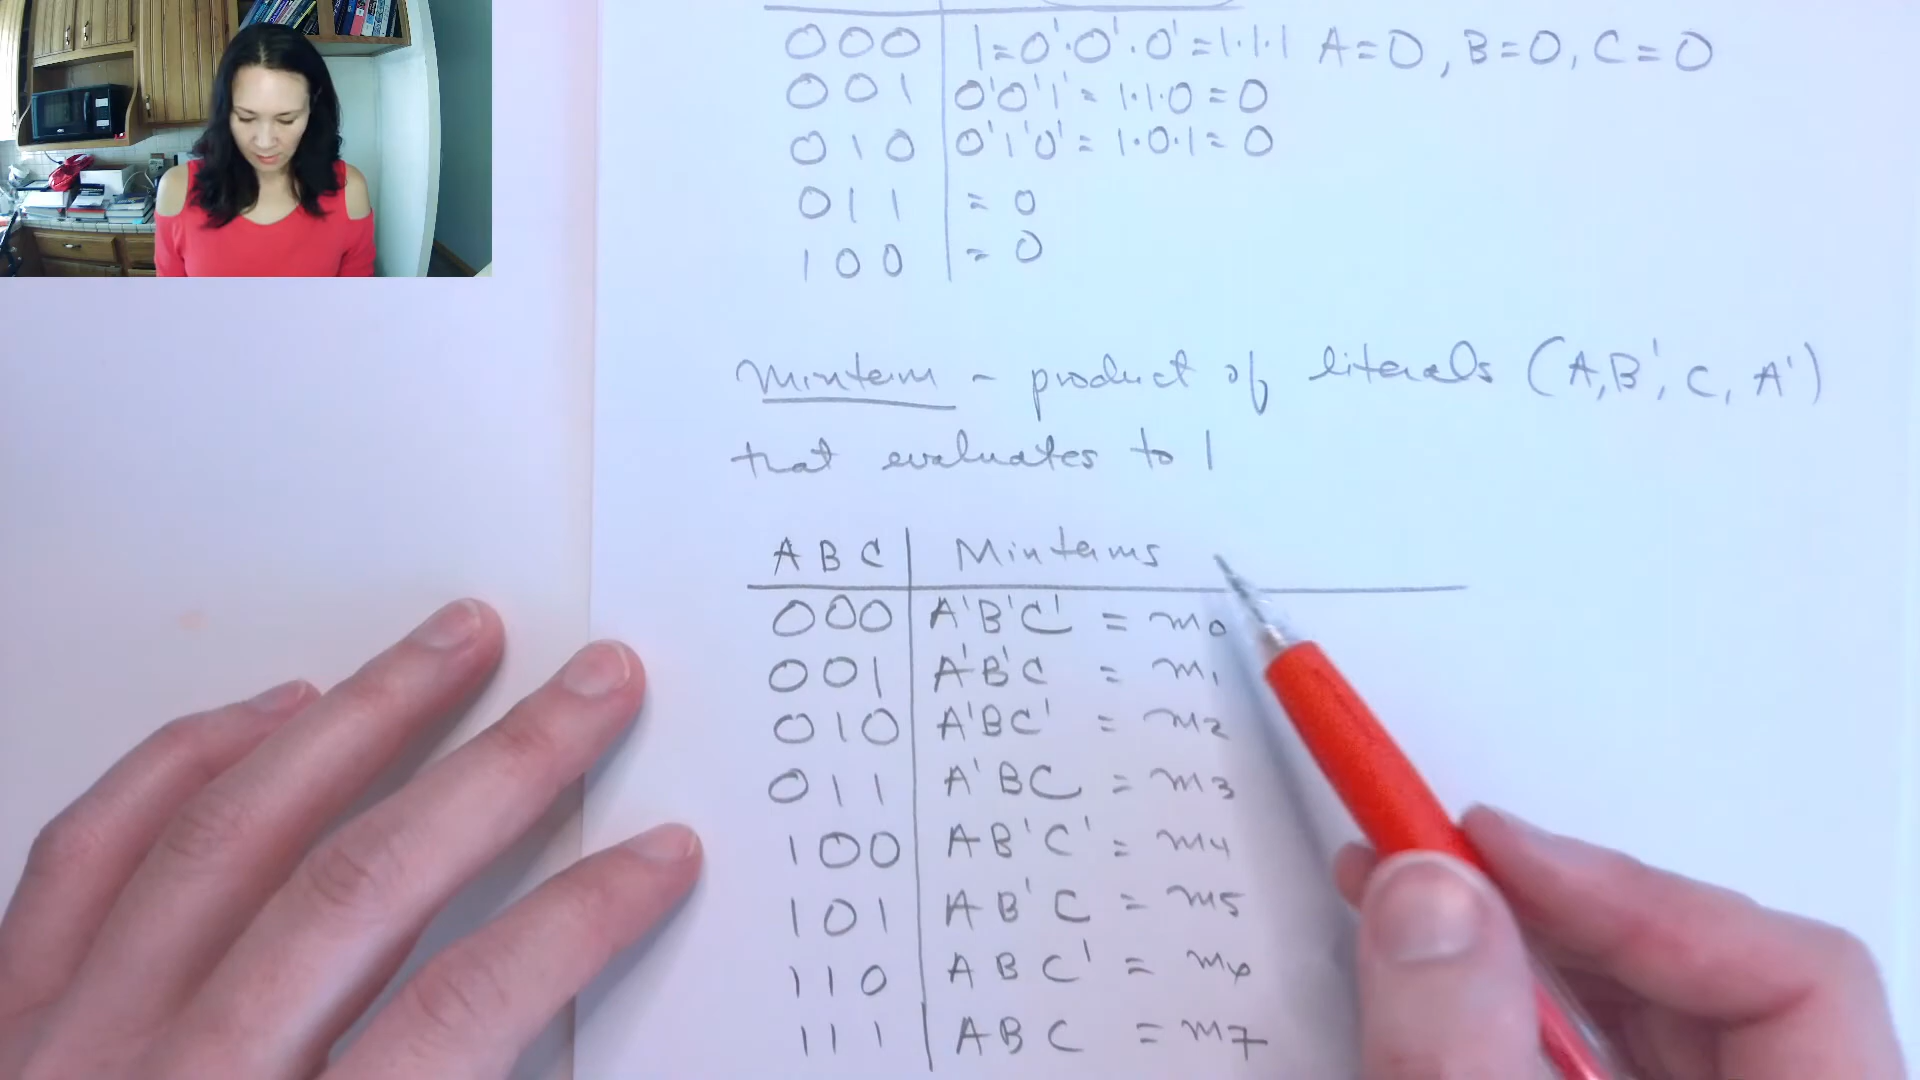 000 | 1=0'·0'·0'=1·1·1 A=0, B=0, C=0
001 | 0'0'1' = 1·1·0 = 0
010 | 0'1'0' = 1·0·1 = 0
011 | = 0
100 | = 0
Minterm - product of literals (A,B', C, A')
that evaluates to 1
A B C | Minterms
000 | A'B'C' = m0
001 | A'B'C = m1
010 | A'BC' = m2
011 | A'BC = m3
100 | AB'C' = m4
101 | AB'C = m5
110 | ABC' = m6
111 | ABC = m7